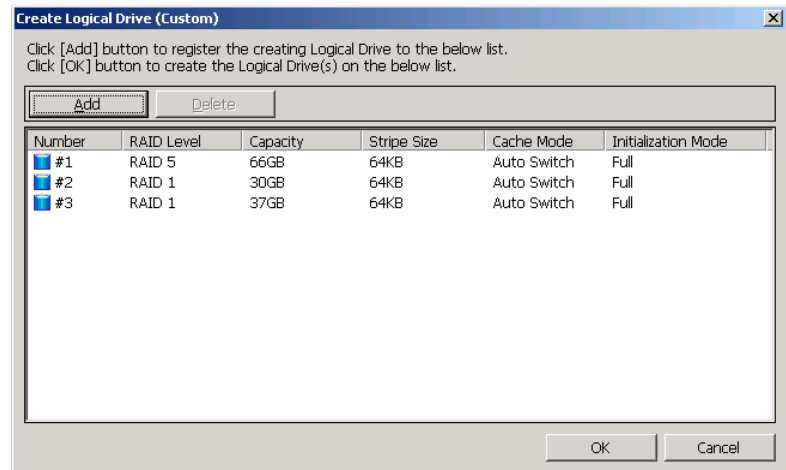 Create Logical Drive (Custom)
Click [Add] button to register the creating Logical Drive to the below list.
Click [OK] button to create the Logical Drive(s) on the below list.
Add Delete
Number RAID Level Capacity Stripe Size Cache Mode Initialization Mode
#1 RAID 5 66GB 64KB Auto Switch Full
#2 RAID 1 30GB 64KB Auto Switch Full
#3 RAID 1 37GB 64KB Auto Switch Full
OK Cancel